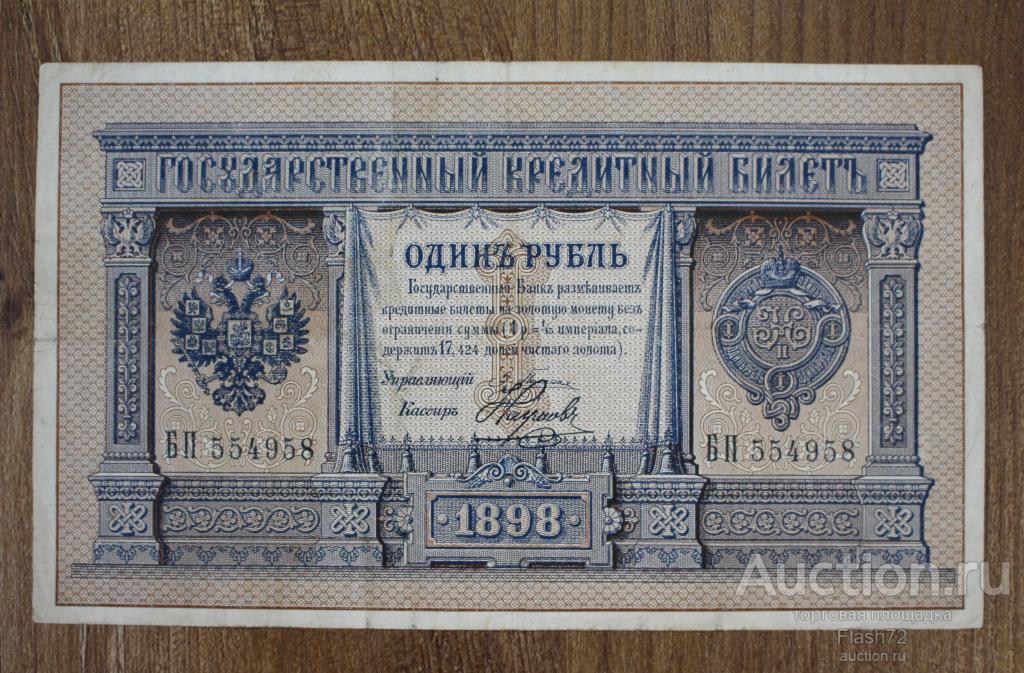 ГОСУДАРСТВЕННЫЙ КРЕДИТНЫЙ БИЛЕТЪ
ОДИНЪ РУБЛЬ
Государственный Банкъ размѣниваетъ
кредитные билеты на золотую монету безъ
ограниченія суммы (1 р. = 1/15 имперіала, со-
держитъ 17,424 долей чистаго золота).
Управляющій
Кассиръ
БП 554958
БП 554958
1898
Auction.ru
торговая площадка
Flash72
auction.ru